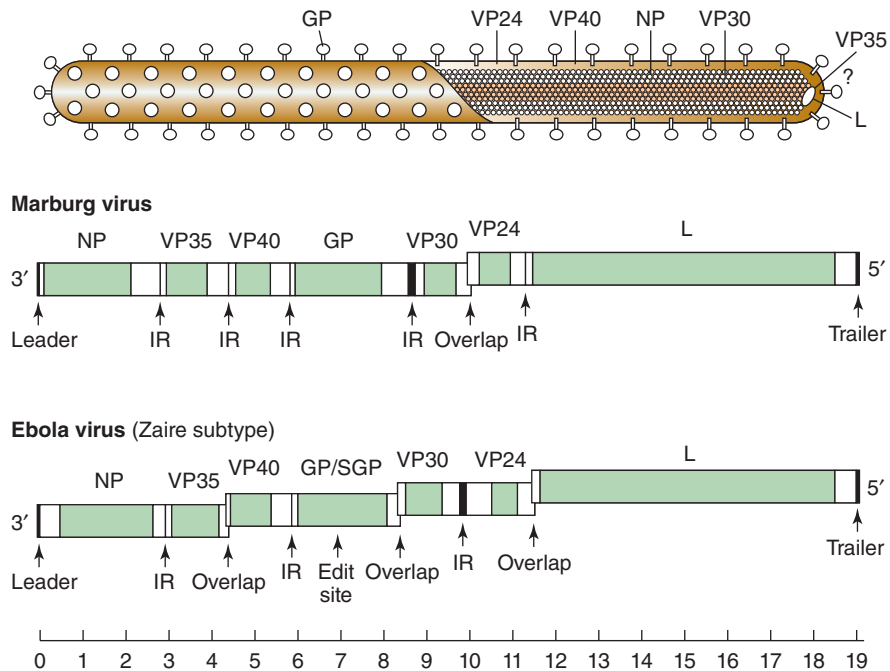 GP VP24 VP40 NP VP30
VP35
?
L
Marburg virus
NP VP35 VP40 GP VP30 VP24 L
3′ 5′
Leader IR IR IR IR Overlap IR Trailer
Ebola virus (Zaire subtype)
NP VP35 VP40 GP/SGP VP30 VP24 L
3′ 5′
Leader IR Overlap IR Edit site Overlap IR Overlap Trailer
0 1 2 3 4 5 6 7 8 9 10 11 12 13 14 15 16 17 18 19